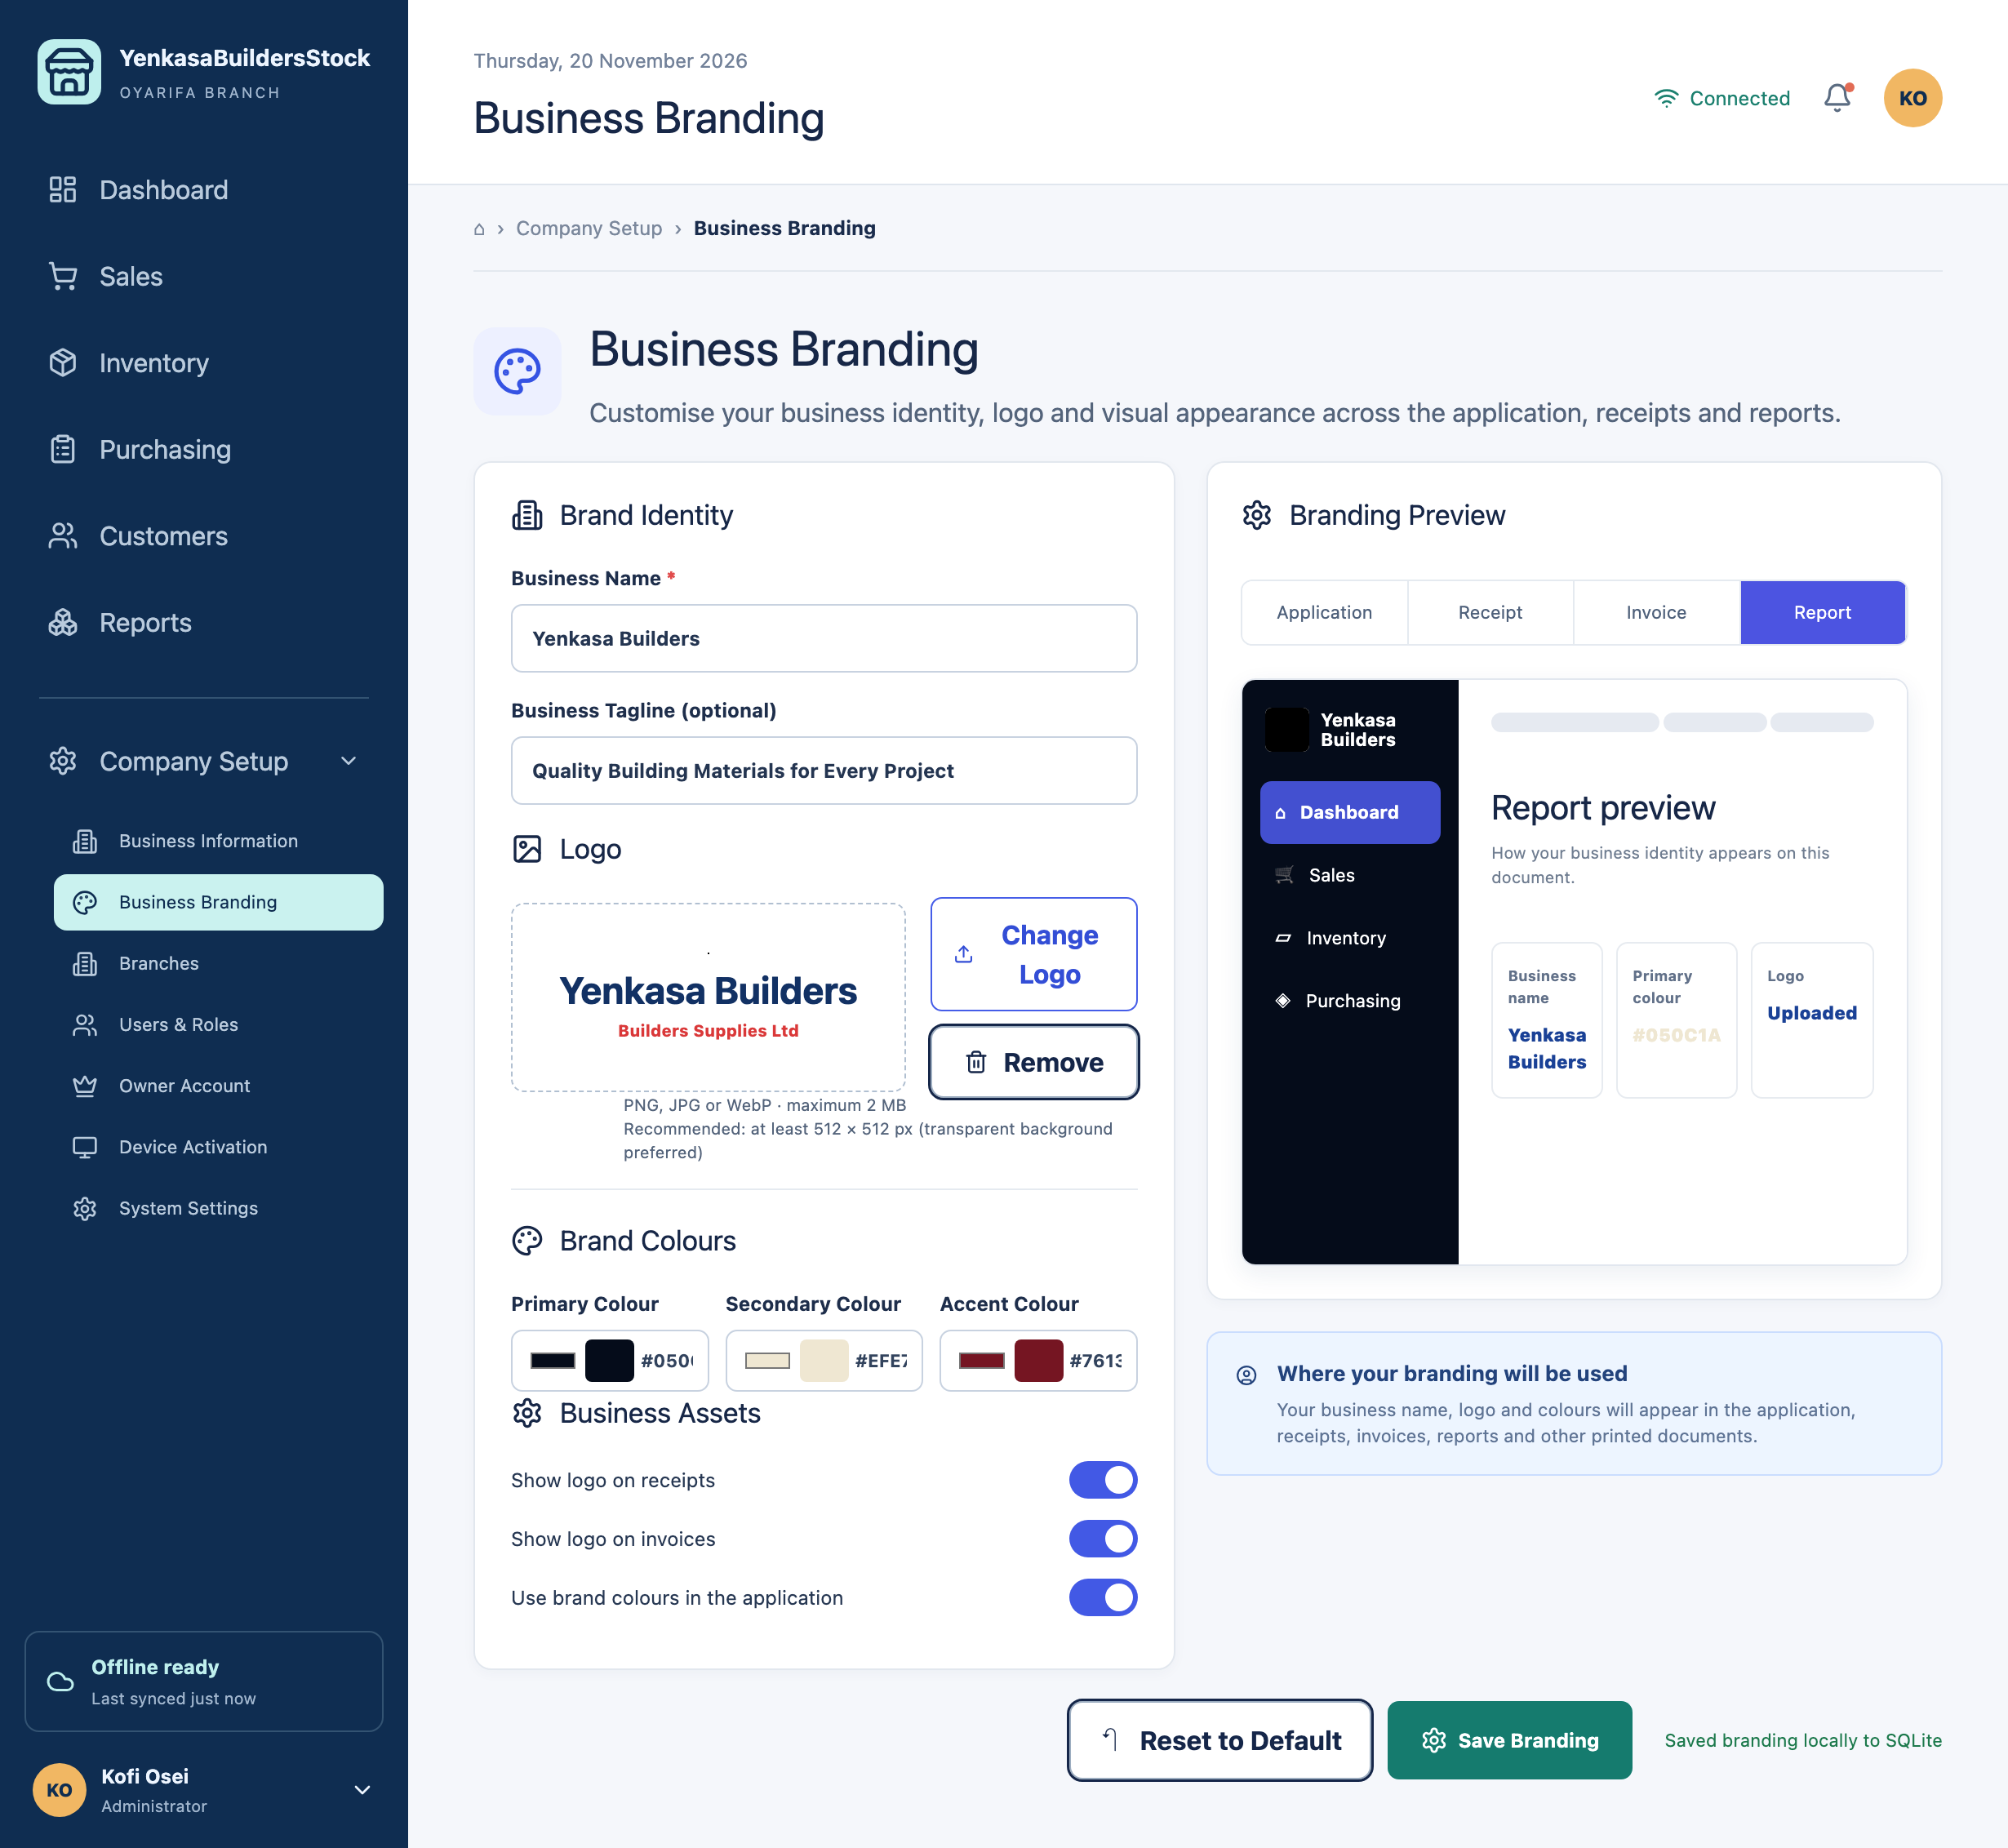 YenkasaBuildersStock
OYARIFA BRANCH
Dashboard
Sales
Inventory
Purchasing
Customers
Reports
Company Setup
Business Information
Business Branding
Branches
Users & Roles
Owner Account
Device Activation
System Settings
Offline ready
Last synced just now
KO
Kofi Osei
Administrator
Thursday, 20 November 2026
Business Branding
Connected
KO
⌂ › Company Setup › Business Branding
Business Branding
Customise your business identity, logo and visual appearance across the application, receipts and reports.
Brand Identity
Business Name *
Yenkasa Builders
Business Tagline (optional)
Quality Building Materials for Every Project
Logo
Yenkasa Builders
Builders Supplies Ltd
Change
Logo
Remove
PNG, JPG or WebP · maximum 2 MB
Recommended: at least 512 × 512 px (transparent background
preferred)
Brand Colours
Primary Colour
Secondary Colour
Accent Colour
#050
#EFE7
#7613
Business Assets
Show logo on receipts
Show logo on invoices
Use brand colours in the application
Branding Preview
Application
Receipt
Invoice
Report
Yenkasa
Builders
Dashboard
Sales
Inventory
Purchasing
Report preview
How your business identity appears on this
document.
Business
name
Yenkasa
Builders
Primary
colour
#050C1A
Logo
Uploaded
Where your branding will be used
Your business name, logo and colours will appear in the application,
receipts, invoices, reports and other printed documents.
Reset to Default
Save Branding
Saved branding locally to SQLite